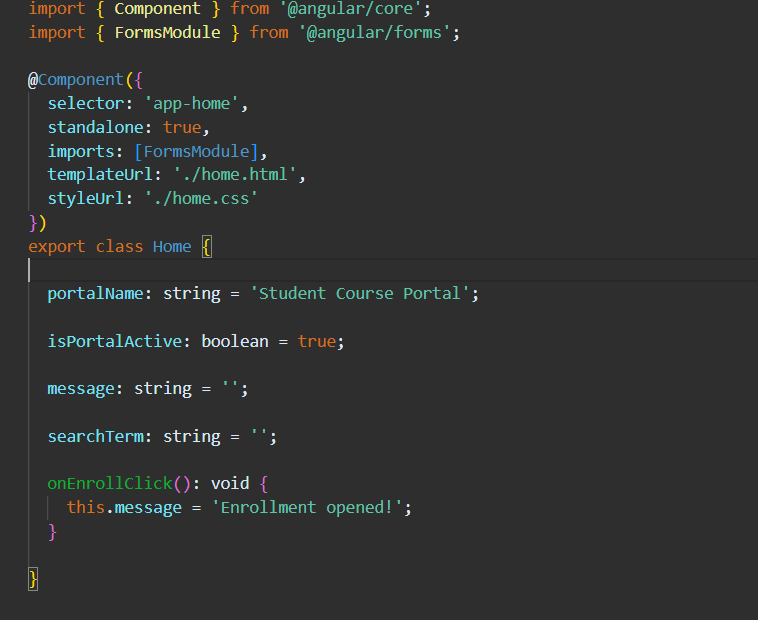 import { Component } from '@angular/core';
import { FormsModule } from '@angular/forms';
@Component({
selector: 'app-home',
standalone: true,
imports: [FormsModule],
templateUrl: './home.html',
styleUrl: './home.css'
})
export class Home {
portalName: string = 'Student Course Portal';
isPortalActive: boolean = true;
message: string = '';
searchTerm: string = '';
onEnrollClick(): void {
this.message = 'Enrollment opened!';
}
}